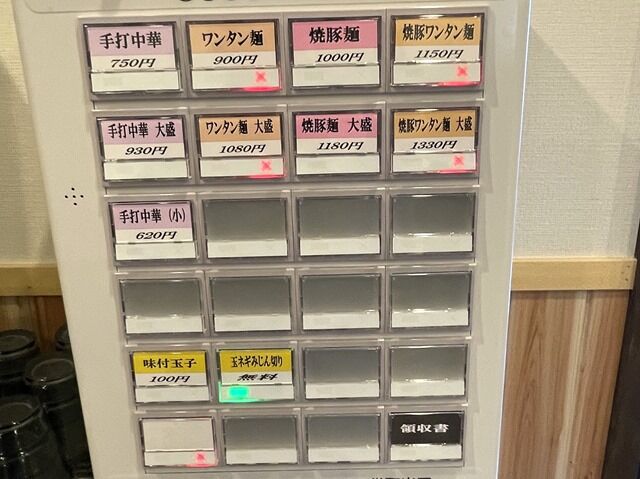 手打中華
750円
ワンタン麺
900円
焼豚麺
1000円
焼豚ワンタン麺
1150円
手打中華 大盛
930円
ワンタン麺 大盛
1080円
焼豚麺 大盛
1180円
焼豚ワンタン麺 大盛
1330円
手打中華（小）
620円
味付玉子
100円
玉ネギみじん切り
無料
領収書